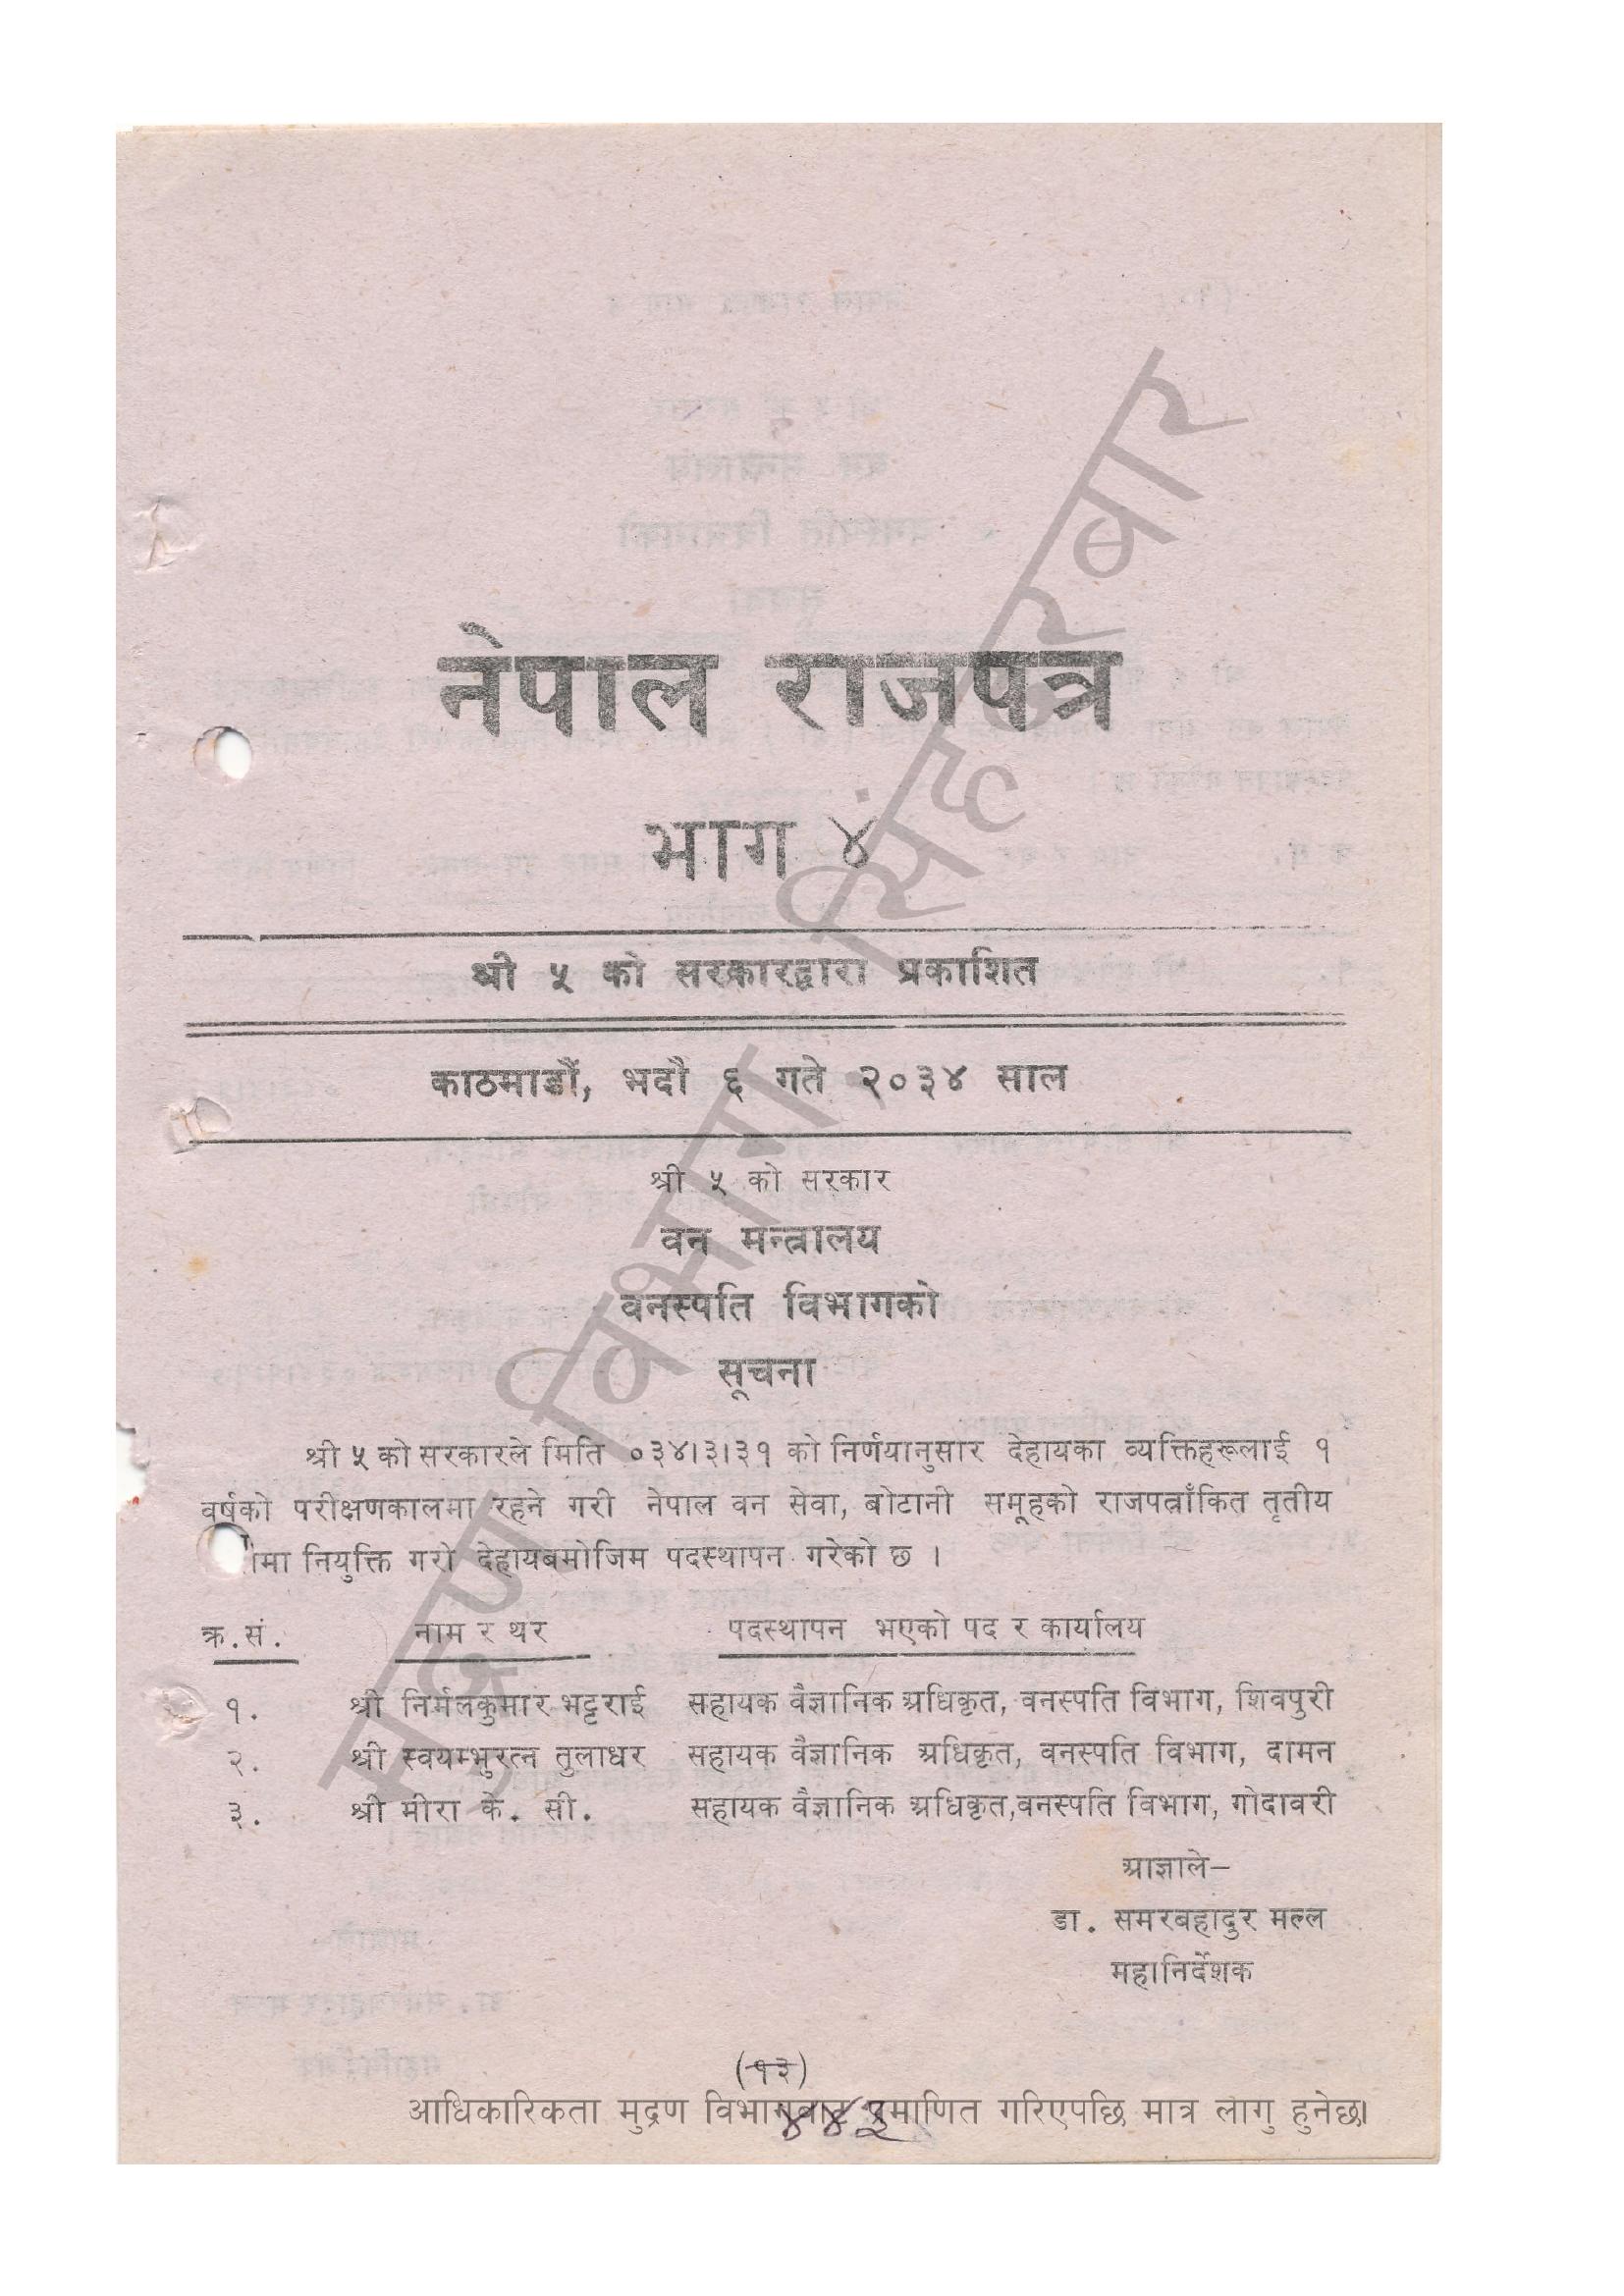 नेपाल राजपत्र
भाग ४
श्री ५ को सरकारद्वारा प्रकाशित
काठमाडौं, भदौ ६ गते २०३४ साल
श्री ५ को सरकार
वन मन्त्रालय
वनस्पति विभागको
सूचना
श्री ५ को सरकारले मिति ०३४।३।३१ को निर्णयानुसार देहायका व्यक्तिहरूलाई १
वर्षको परीक्षणकालमा रहने गरी नेपाल वन सेवा, बोटानी समूहको राजपत्राँकित तृतीय
नियुक्ति गरी देहायबमोजिम पदस्थापन गरेको छ ।
क्र.सं. नाम र थर पदस्थापन भएको पद र कार्यालय
१. श्री निर्मलकुमार भट्टराई सहायक वैज्ञानिक अधिकृत, वनस्पति विभाग, शिवपुरी
२. श्री स्वयम्भुरत्न तुलाधर सहायक वैज्ञानिक अधिकृत, वनस्पति विभाग, दामन
३. श्री मीरा के. सी. सहायक वैज्ञानिक अधिकृत,वनस्पति विभाग, गोदावरी
आज्ञाले–
डा. समरबहादुर मल्ल
महानिर्देशक
(१३)
आधिकारिकता मुद्रण विभागबाट प्रमाणित गरिएपछि मात्र लागु हुनेछ।
मुद्रण विभाग, सिंहदरबार